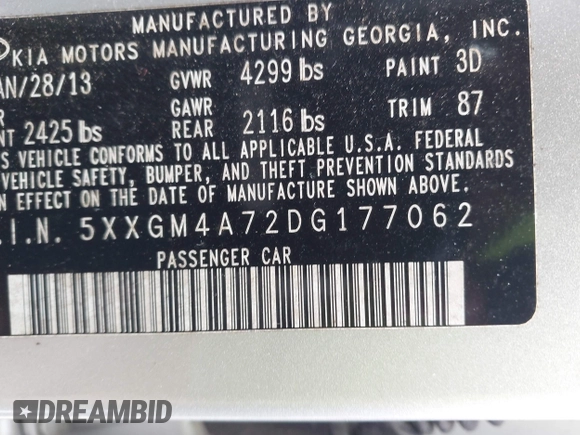 MANUFACTURED BY
KIA MOTORS MANUFACTURING GEORGIA, INC.
AN/28/13 GVWR 4299 lbs PAINT 3D
R GAWR TRIM 87
NT 2425 lbs REAR 2116 lbs
S VEHICLE CONFORMS TO ALL APPLICABLE U.S.A. FEDERAL
VEHICLE SAFETY, BUMPER, AND THEFT PREVENTION STANDARDS
N EFFECT ON THE DATE OF MANUFACTURE SHOWN ABOVE.
.I.N. 5XXGM4A72DG177062
PASSENGER CAR
DREAMBID